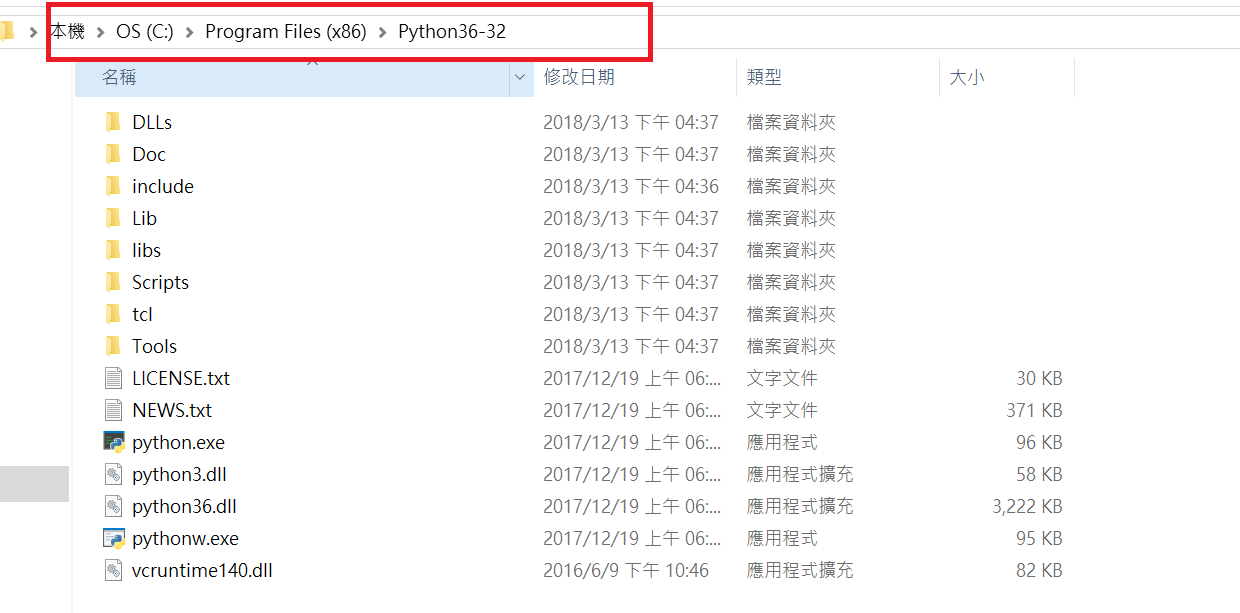 本機 > OS (C:) > Program Files (x86) > Python36-32
名稱 修改日期 類型 大小
DLLs 2018/3/13 下午 04:37 檔案資料夾
Doc 2018/3/13 下午 04:37 檔案資料夾
include 2018/3/13 下午 04:36 檔案資料夾
Lib 2018/3/13 下午 04:37 檔案資料夾
libs 2018/3/13 下午 04:37 檔案資料夾
Scripts 2018/3/13 下午 04:37 檔案資料夾
tcl 2018/3/13 下午 04:37 檔案資料夾
Tools 2018/3/13 下午 04:37 檔案資料夾
LICENSE.txt 2017/12/19 上午 06:... 文字文件 30 KB
NEWS.txt 2017/12/19 上午 06:... 文字文件 371 KB
python.exe 2017/12/19 上午 06:... 應用程式 96 KB
python3.dll 2017/12/19 上午 06:... 應用程式擴充 58 KB
python36.dll 2017/12/19 上午 06:... 應用程式擴充 3,222 KB
pythonw.exe 2017/12/19 上午 06:... 應用程式 95 KB
vcruntime140.dll 2016/6/9 下午 10:46 應用程式擴充 82 KB